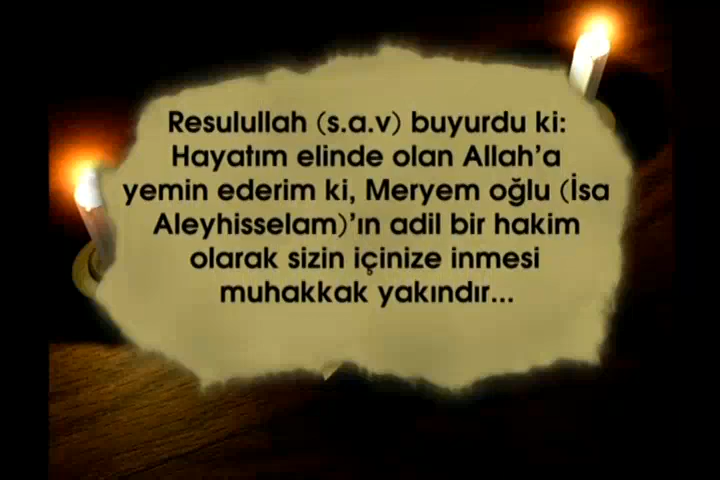 Resulullah (s.a.v) buyurdu ki:
Hayatım elinde olan Allah'a
yemin ederim ki, Meryem oğlu (İsa
Aleyhisselam)'ın adil bir hakim
olarak sizin içinize inmesi
muhakkak yakındır...